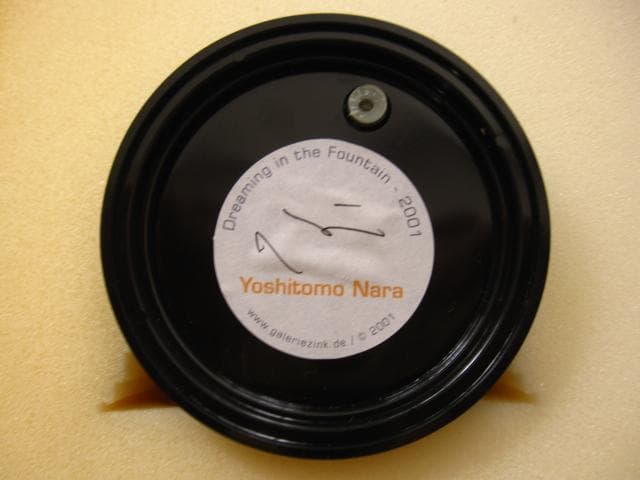 Dreaming in the Fountain - 2001
Yoshitomo Nara
www.galeriezink.de / © 2001